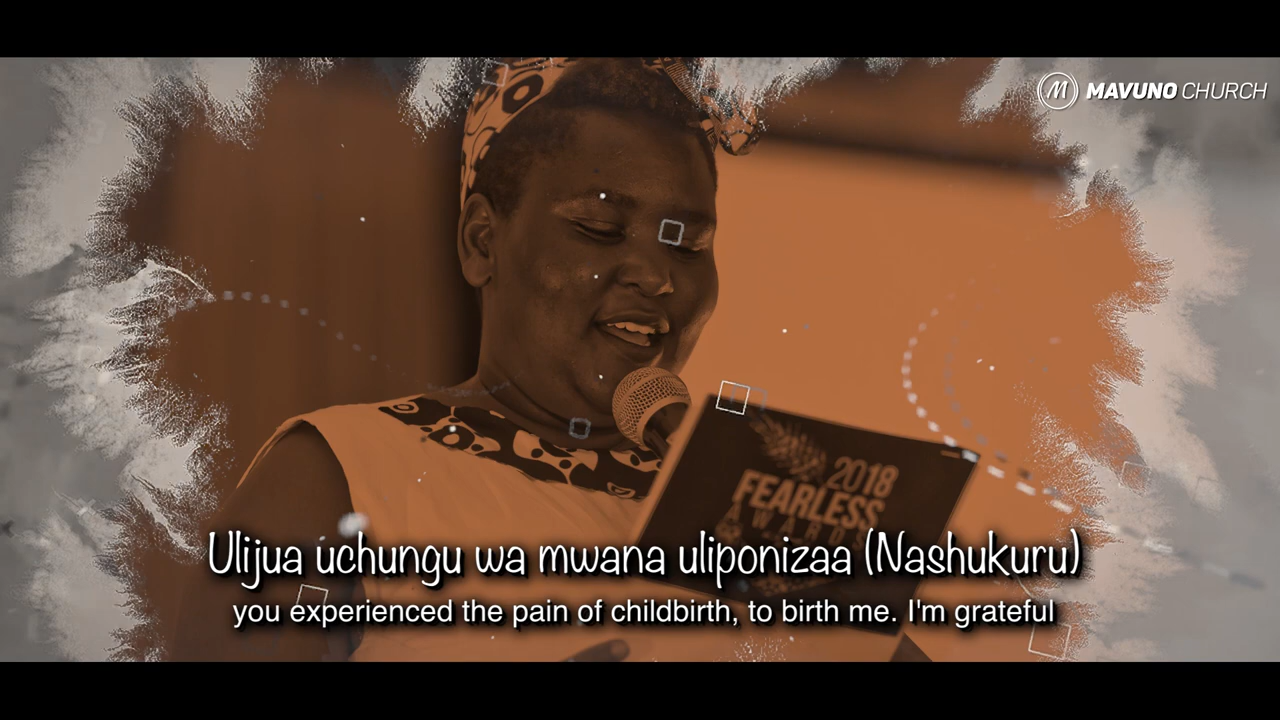 MAVUNO CHURCH
2018
FEARLESS
AWARDS
Ulijua uchungu wa mwana uliponizaa (Nashukuru)
you experienced the pain of childbirth, to birth me. I'm grateful